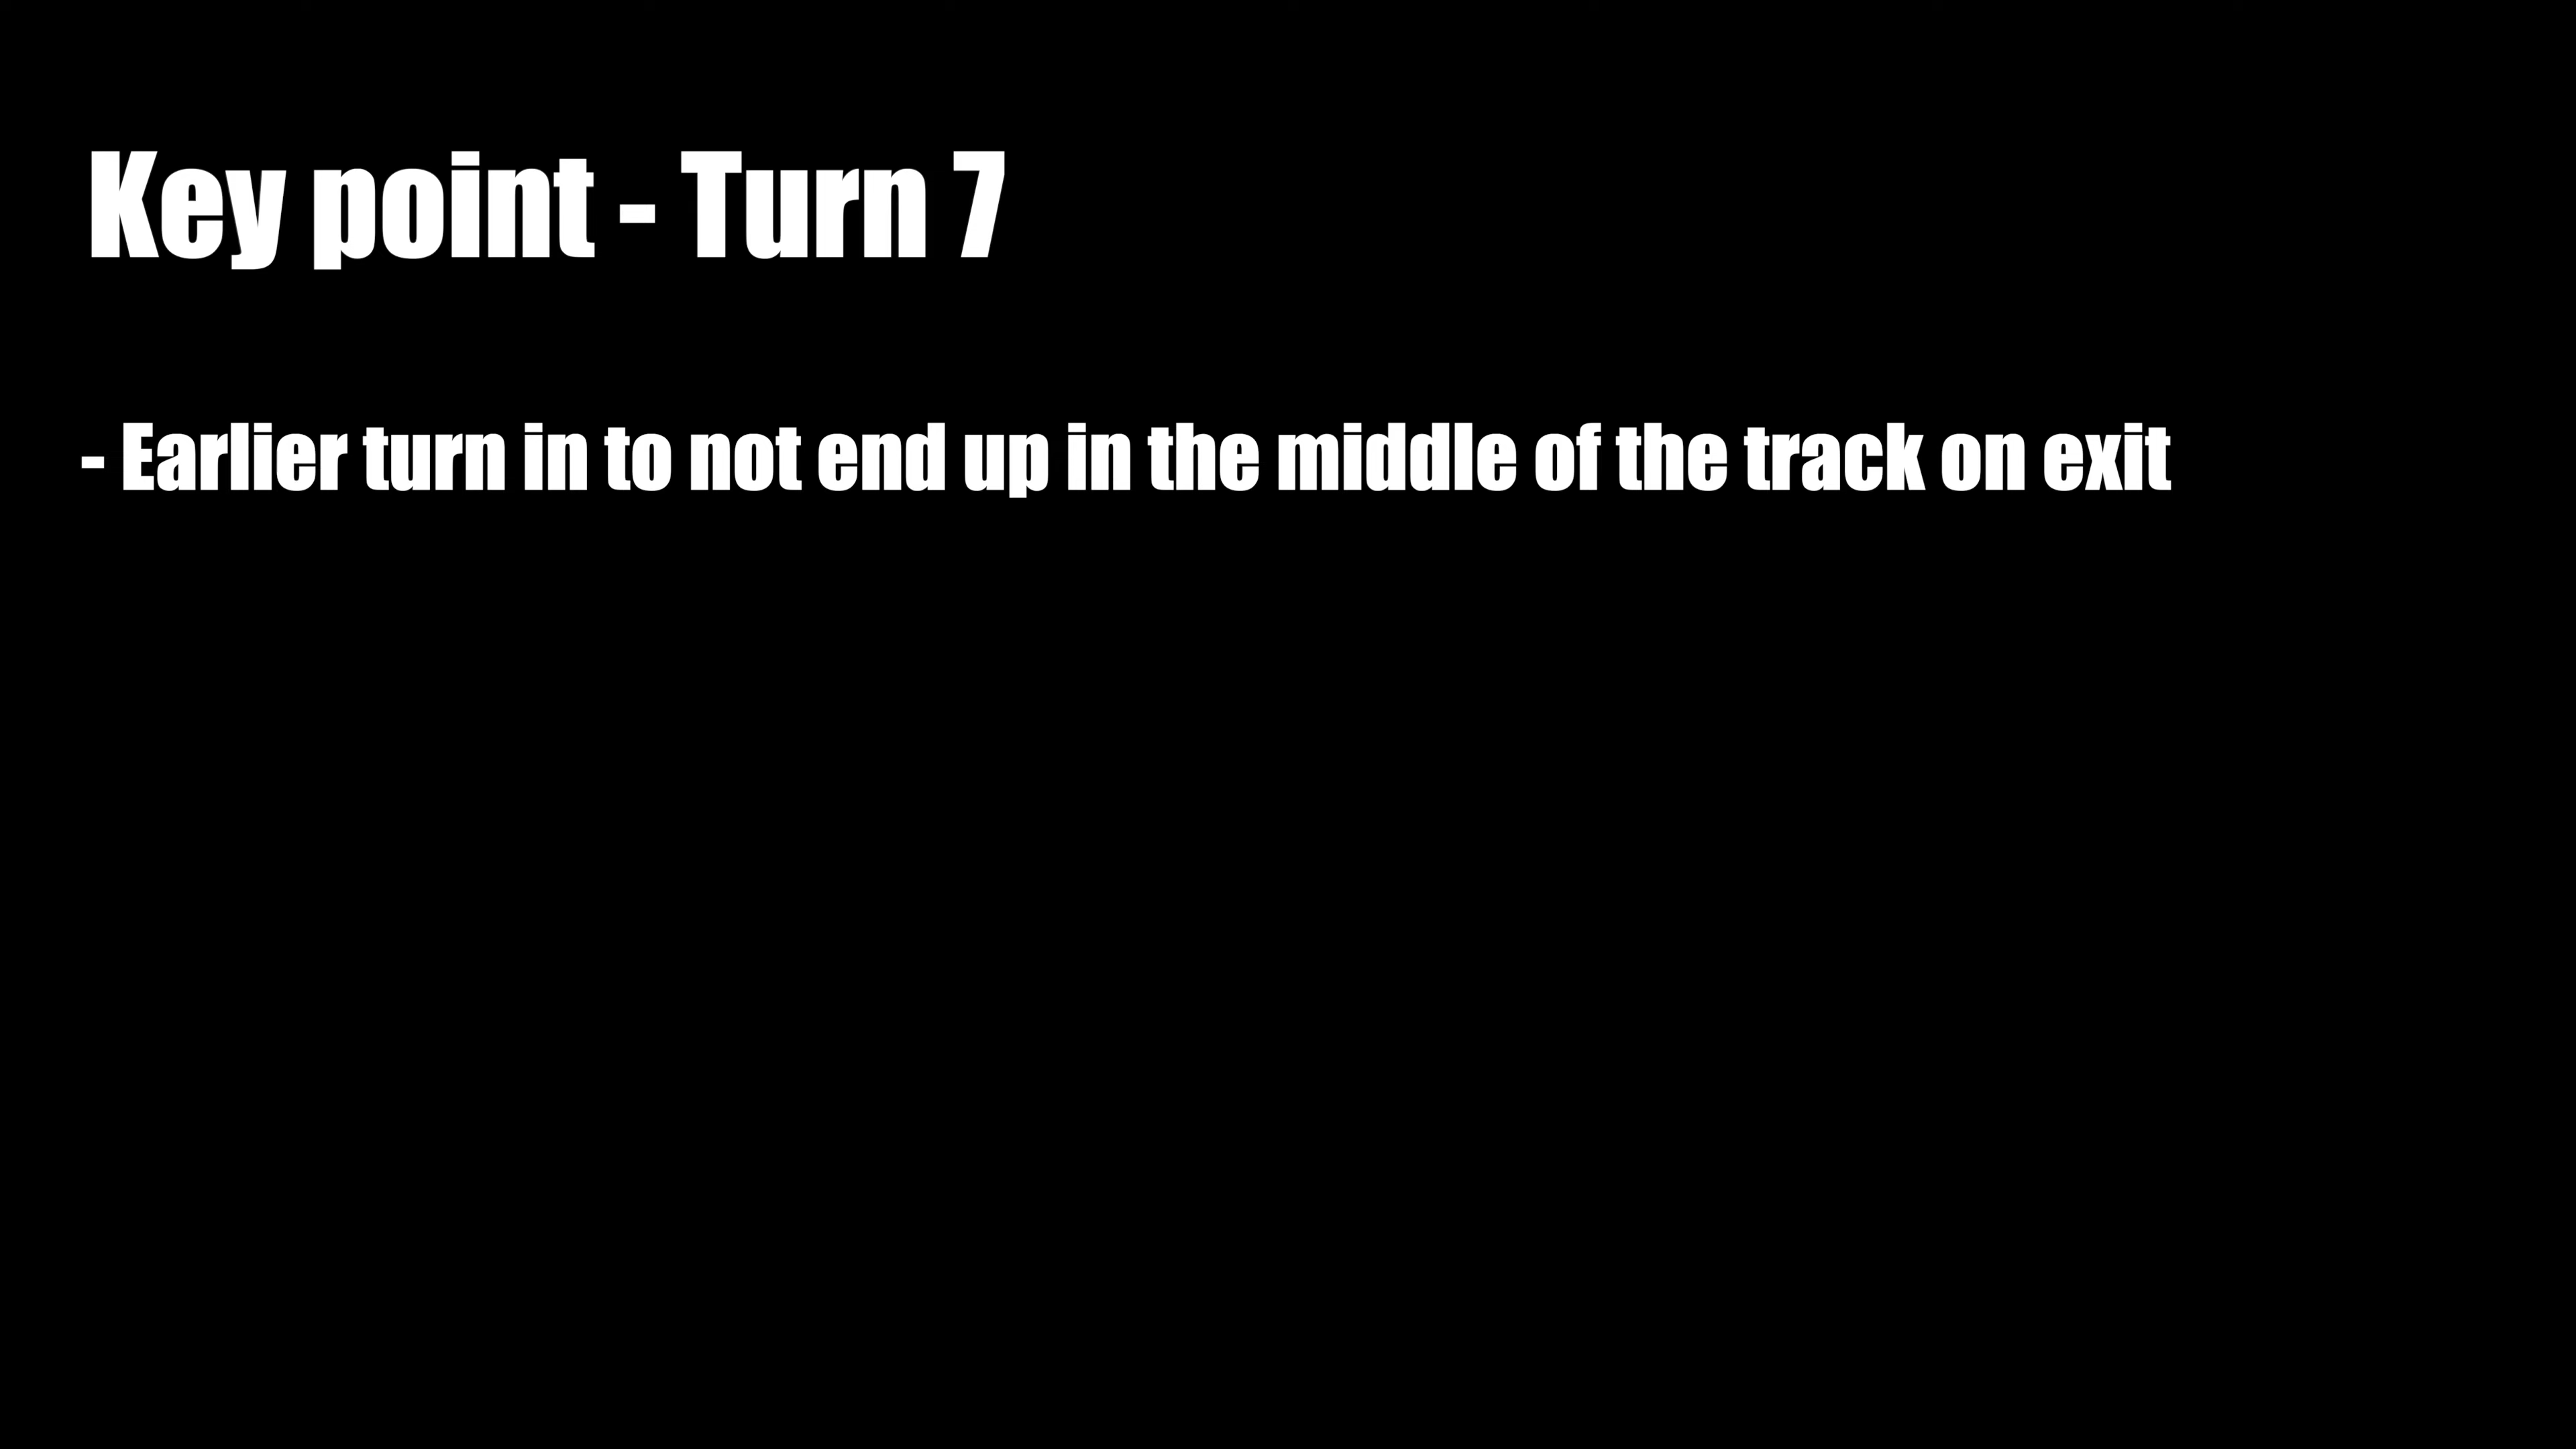 Key point - Turn 7
- Earlier turn in to not end up in the middle of the track on exit